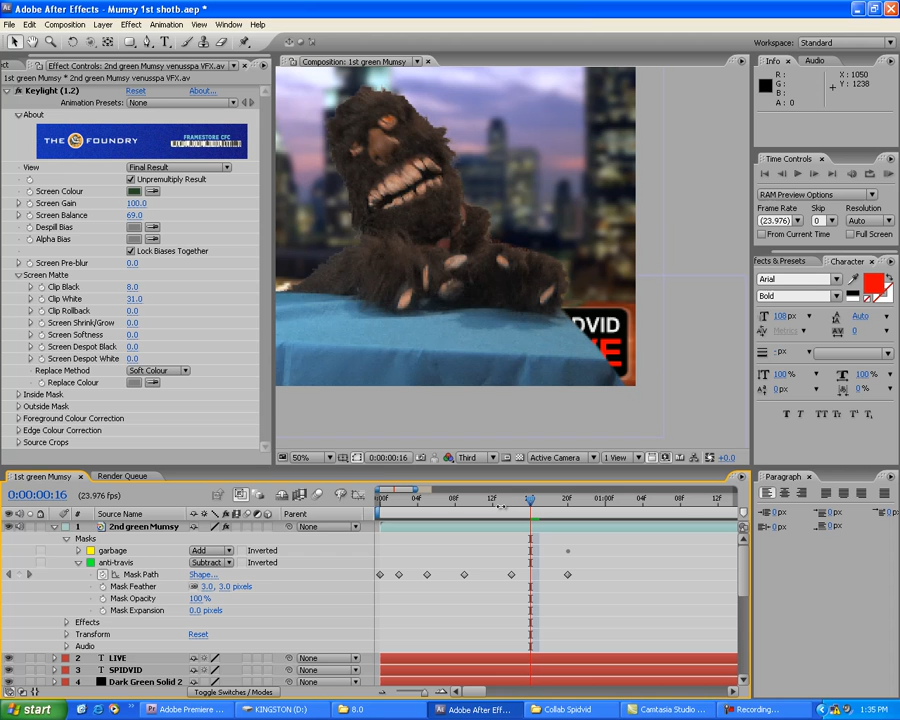 Adobe After Effects - Mumsy 1st shotb.aep *
File Edit Composition Layer Effect Animation View Window Help
Workspace: Standard
Effect Controls: 2nd green Mumsy venusspa VFX.av
1st green Mumsy * 2nd green Mumsy venusspa VFX.avi
Keylight (1.2) Reset About...
Animation Presets: None
About
THE FOUNDRY FRAMESTORE CFC
View Final Result
Unpremultiply Result
Screen Colour
Screen Gain 100.0
Screen Balance 69.0
Despill Bias
Alpha Bias
Lock Biases Together
Screen Pre-blur 0.0
Screen Matte
Clip Black 8.0
Clip White 31.0
Clip Rollback 0.0
Screen Shrink/Grow 0.0
Screen Softness 0.0
Screen Despot Black 0.0
Screen Despot White 0.0
Replace Method Soft Colour
Replace Colour
Inside Mask
Outside Mask
Foreground Colour Correction
Edge Colour Correction
Source Crops
Composition: 1st green Mumsy
DVID
VE
50% 0:00:00:16 Third Active Camera 1 View +0.0
Info Audio
R : X : 1050
G : Y : 1238
B :
A : 0
Time Controls
RAM Preview Options
Frame Rate Skip Resolution
(23.976) 0 Auto
From Current Time Full Screen
ffects & Presets Character
Arial
Bold
108 px Auto
Metrics 0
- px
100 % 100 %
0 px 0 %
T T TT Tr T¹ T₁
Paragraph
0 px 0 px 0 px
0 px 0 px
1st green Mumsy Render Queue
0:00:00:16 (23.976 fps)
:00F 04F 08F 12F 20F 01:00F 04F 08F 12F
# Source Name Parent
1 2nd green Mumsy None
Masks
garbage Add Inverted
anti-travis Subtract Inverted
Mask Path Shape...
Mask Feather 3.0, 3.0 pixels
Mask Opacity 100 %
Mask Expansion 0.0 pixels
Effects
Transform Reset
Audio
2 T LIVE None
3 T SPIDVID None
4 Dark Green Solid 2 None
Toggle Switches / Modes
start Adobe Premiere ... KINGSTON (D:) 8.0 Adobe After Eff... Collab Spidvid Camtasia Studio ... Recording... 1:35 PM